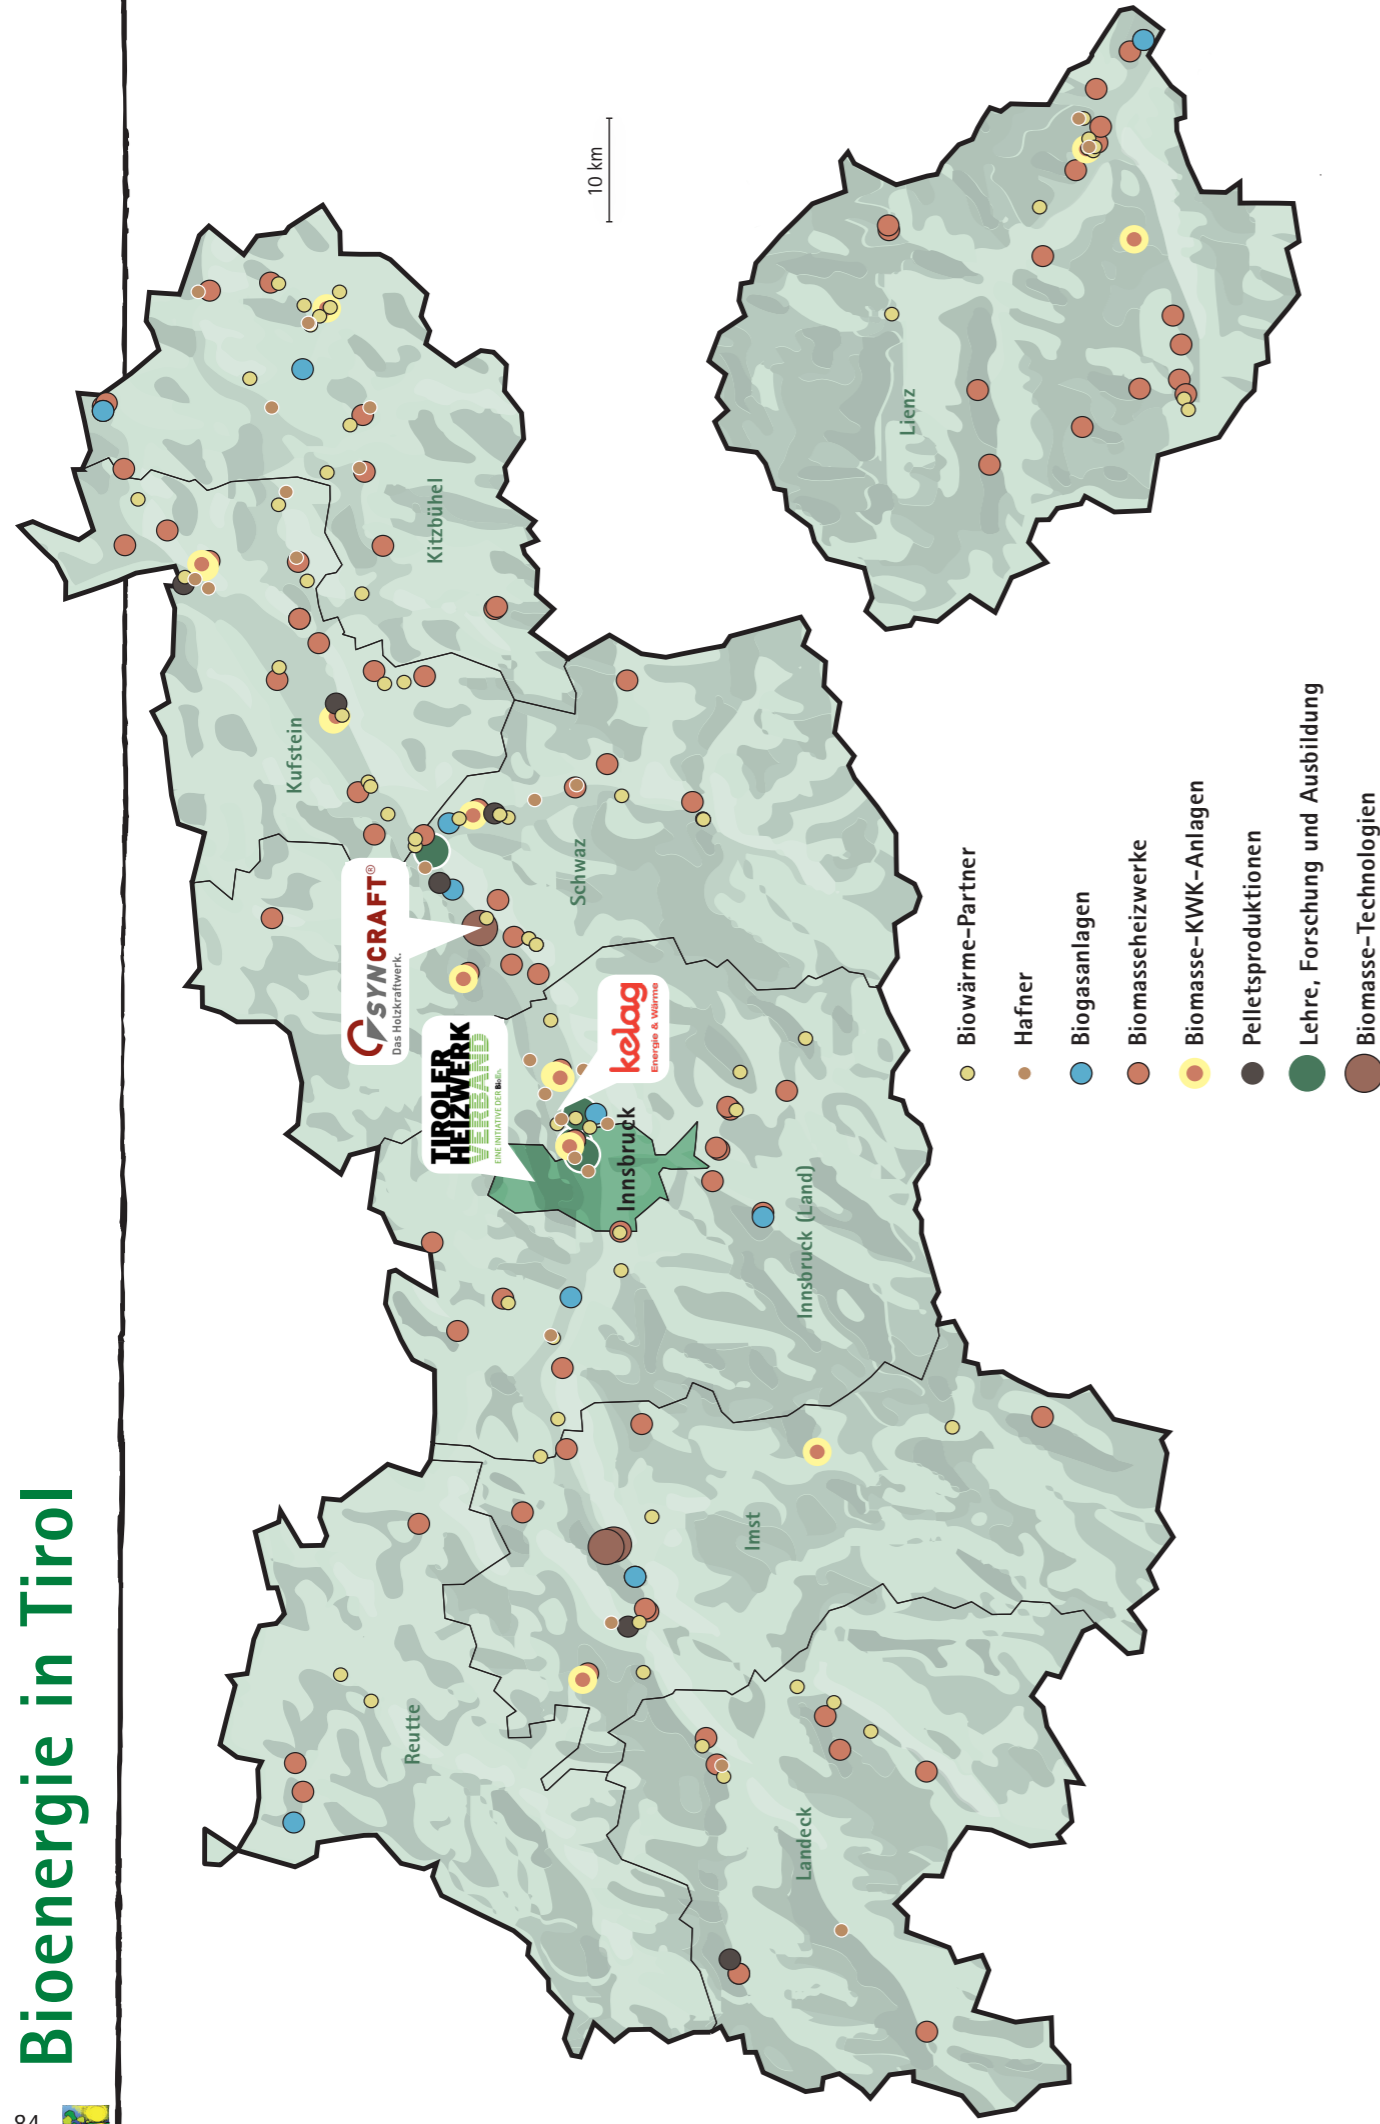 Bioenergie in Tirol
84
Reutte
Landeck
Imst
Innsbruck (Land)
Innsbruck
Schwaz
Kufstein
Kitzbühel
Lienz
TIROLER
HEIZWERK
VERBAND
EINE INITIATIVE DER BioEn.
SYNCRAFT®
Das Holzkraftwerk.
kelag
Energie & Wärme
10 km
Biowärme-Partner
Hafner
Biogasanlagen
Biomasseheizwerke
Biomasse-KWK-Anlagen
Pelletsproduktionen
Lehre, Forschung und Ausbildung
Biomasse-Technologien